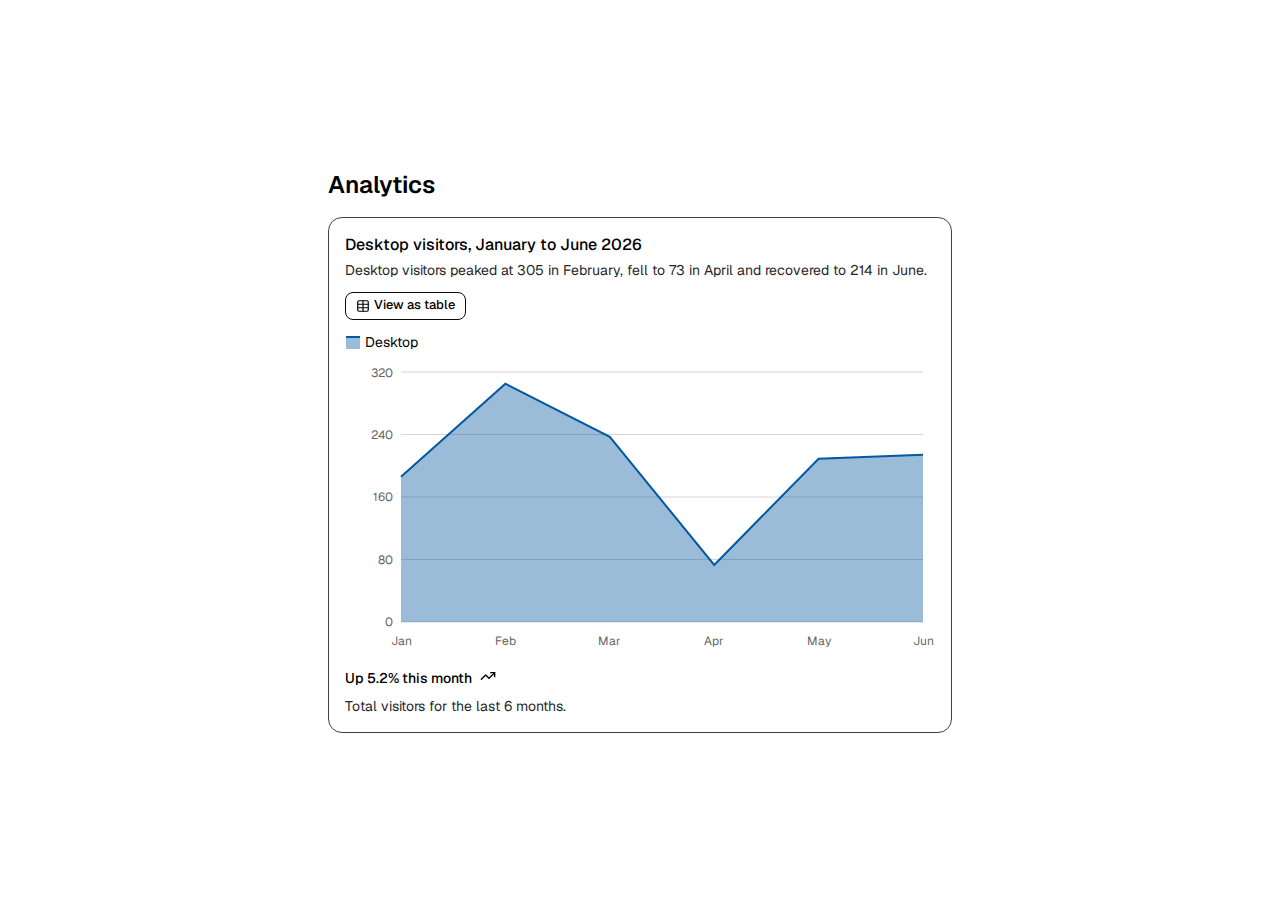 Analytics
Desktop visitors, January to June 2026
Desktop visitors peaked at 305 in February, fell to 73 in April and recovered to 214 in June.
View as table
Desktop
320
240
160
80
0
Jan Feb Mar Apr May Jun
Up 5.2% this month
Total visitors for the last 6 months.